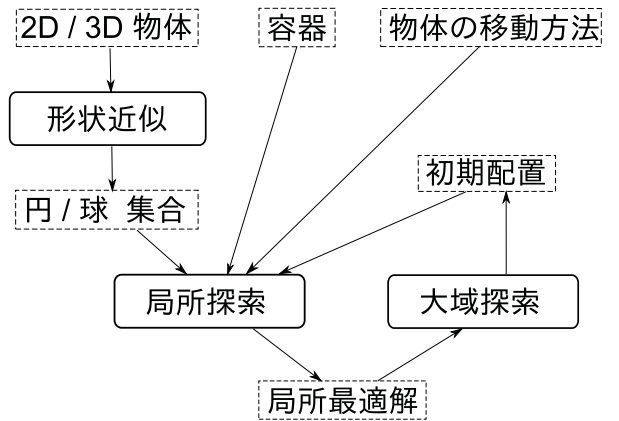 2D / 3D 物体
容器
物体の移動方法
形状近似
初期配置
円 / 球 集合
局所探索
大域探索
局所最適解